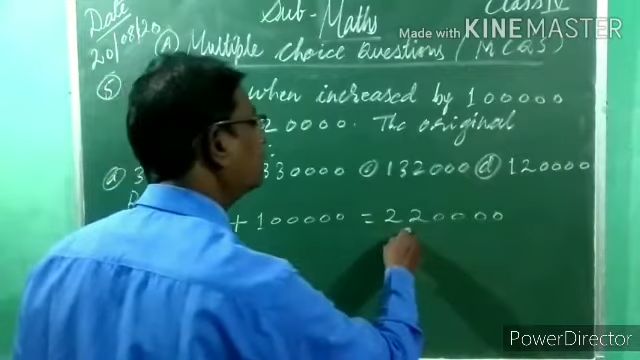 Date
20/08/20
Sub-Maths
Class IV
Made with KINEMASTER
Ⓐ Multiple Choice Questions (MCQS)
⑤ when increased by 100000
20000. The original
ⓐ 3 330000 ⓒ 132000 ⓓ 120000
+ 100000 = 220000
PowerDirector